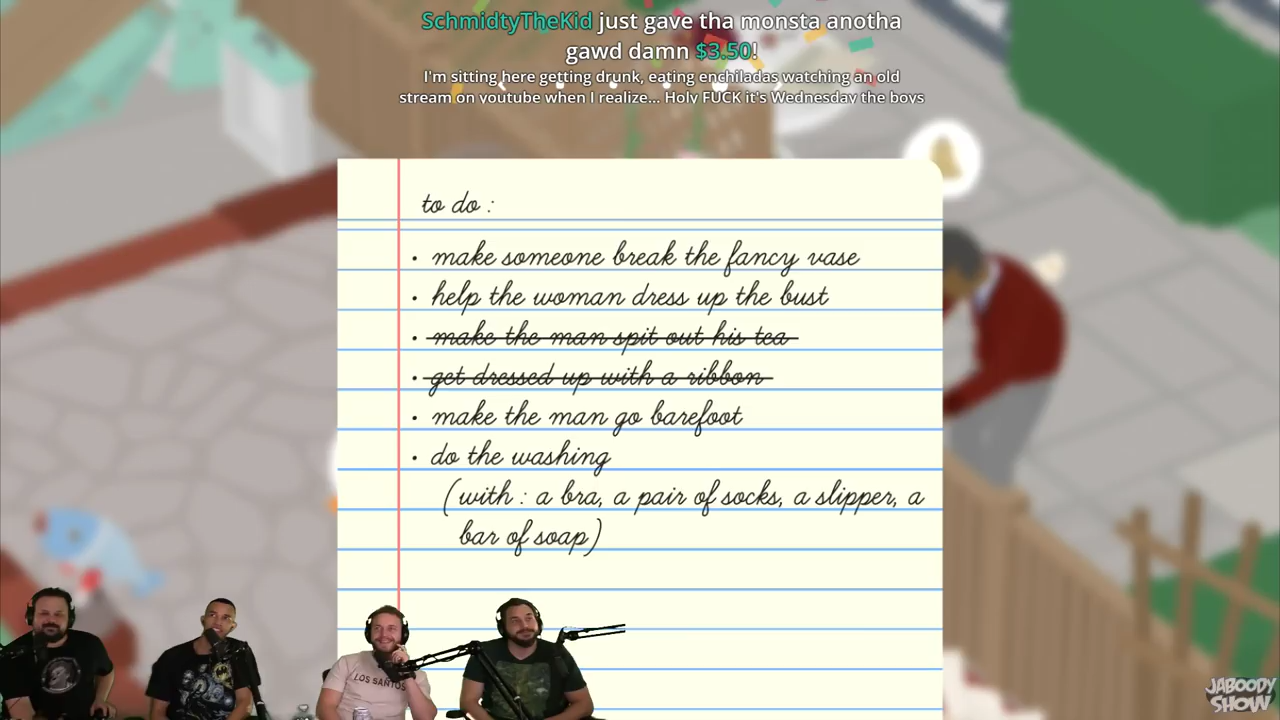 SchmidtyTheKid just gave tha monsta anotha
gawd damn $3.50!
I'm sitting here getting drunk, eating enchiladas watching an old
stream on youtube when I realize... Holy FUCK it's Wednesday the boys
to do :
• make someone break the fancy vase
• help the woman dress up the bust
• make the man spit out his tea
• get dressed up with a ribbon
• make the man go barefoot
• do the washing
(with : a bra, a pair of socks, a slipper, a
bar of soap)
LOS SANTOS
JABOODY
SHOW